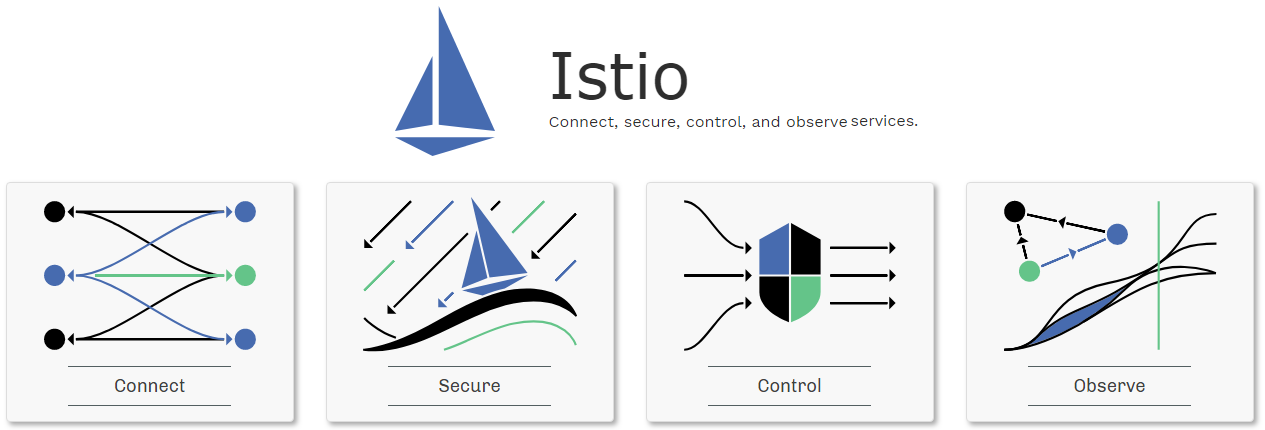 Istio
Connect, secure, control, and observe services.
Connect
Secure
Control
Observe